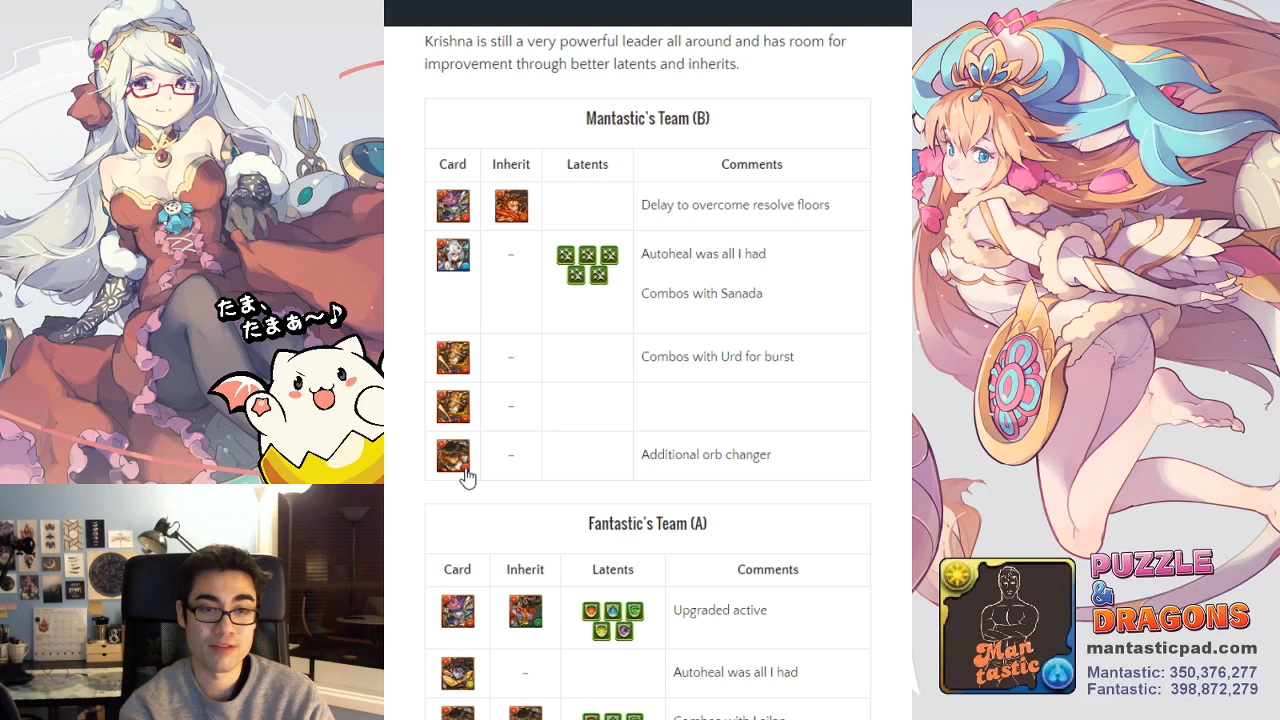 Krishna is still a very powerful leader all around and has room for
improvement through better latents and inherits.
Mantastic's Team (B)
Card Inherit Latents Comments
Delay to overcome resolve floors
– Autoheal was all I had
Combos with Sanada
– Combos with Urd for burst
–
– Additional orb changer
Fantastic's Team (A)
Card Inherit Latents Comments
Upgraded active
– Autoheal was all I had
たま、
たまぁ〜♪
Man
tastic
PUZZLE
&
DRAGONS
mantasticpad.com
Mantastic: 350,376,277
Fantastic: 398,872,279